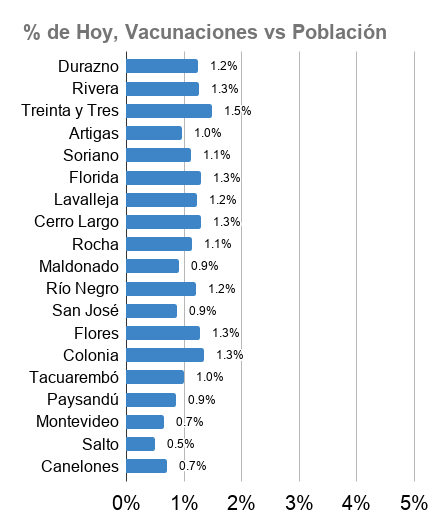 % de Hoy, Vacunaciones vs Población
Durazno 1.2%
Rivera 1.3%
Treinta y Tres 1.5%
Artigas 1.0%
Soriano 1.1%
Florida 1.3%
Lavalleja 1.2%
Cerro Largo 1.3%
Rocha 1.1%
Maldonado 0.9%
Río Negro 1.2%
San José 0.9%
Flores 1.3%
Colonia 1.3%
Tacuarembó 1.0%
Paysandú 0.9%
Montevideo 0.7%
Salto 0.5%
Canelones 0.7%
0% 1% 2% 3% 4% 5%